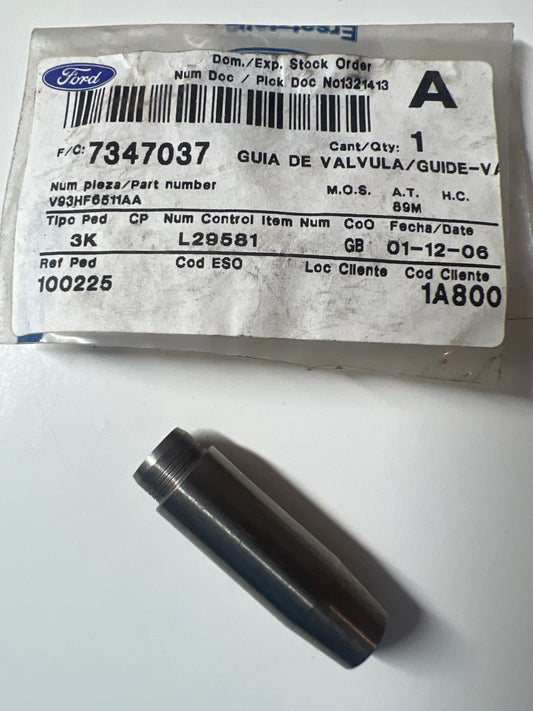 Ersatzteile
Ford
Dom./Exp. Stock Order
Num Doc / Pick Doc No1321413
A
F/C: 7347037
Cant/Qty: 1
GUIA DE VALVULA/GUIDE-VA
Num pieza/Part number
M.O.S. A.T. H.C.
V93HF6511AA
89M
Tipo Ped CP Num Control Item Num CoO Fecha/Date
3K L29581 GB 01-12-06
Ref Ped Cod ESO Loc Cliente Cod Cliente
100225 1A800